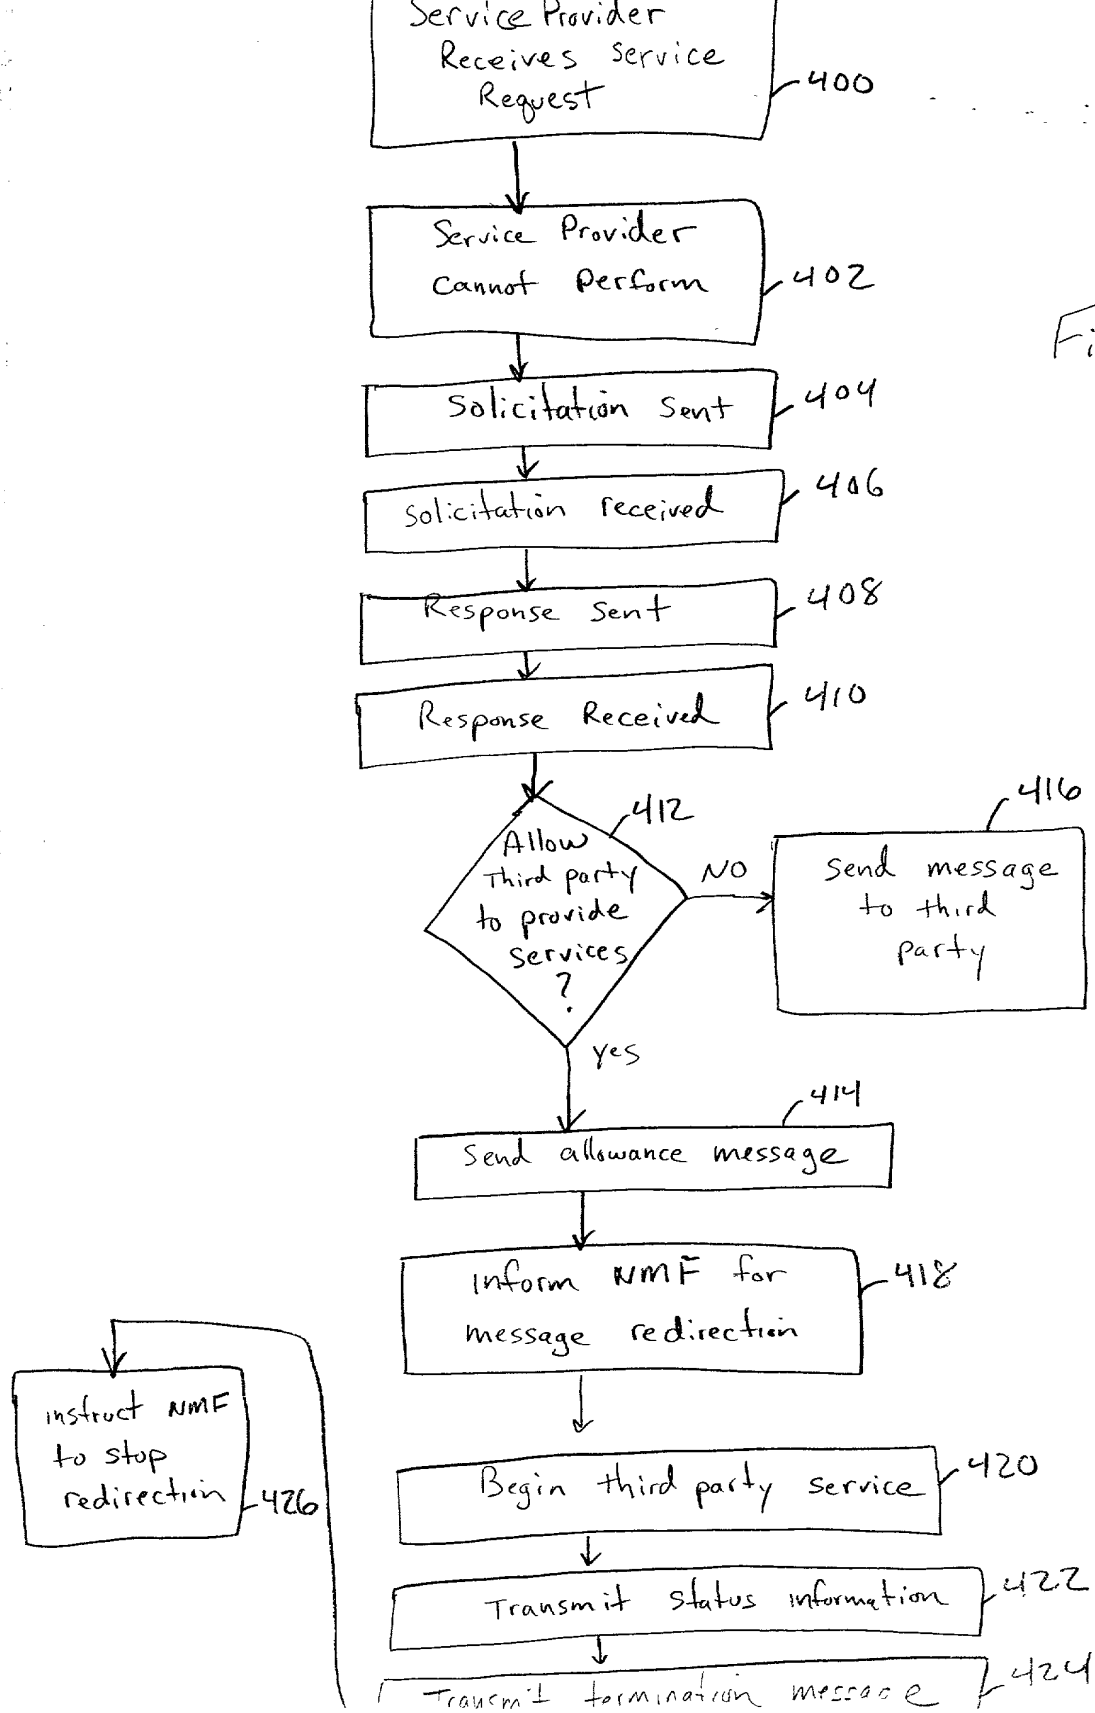 Service Provider
Receives Service
Request
400
Service Provider
cannot perform
402
Fi
Solicitation Sent
404
Solicitation received
406
Response Sent
408
Response Received
410
412
Allow
Third party
to provide
services
?
NO
416
Send message
to third
party
yes
414
Send allowance message
Inform NMF for
message redirection
418
instruct NMF
to stop
redirection
426
Begin third party service
420
Transmit status information
422
Transmit termination message
424